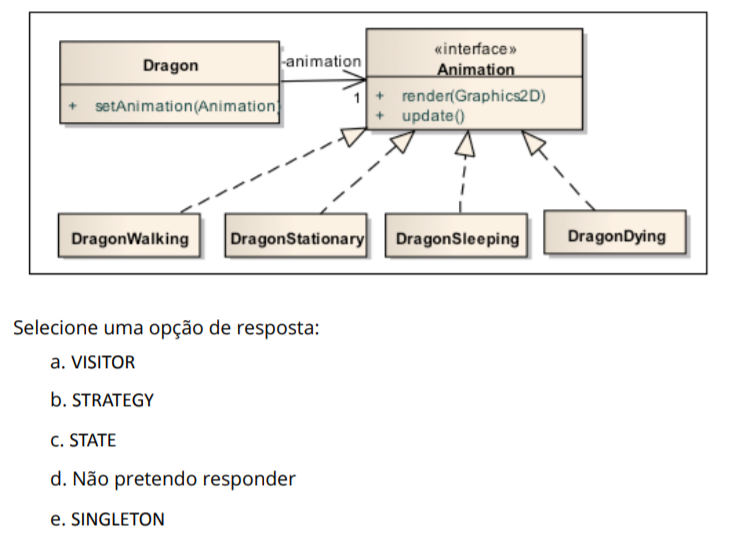 Dragon
+ setAnimation(Animation)
-animation
1
«interface»
Animation
+ render(Graphics2D)
+ update()
DragonWalking
DragonStationary
DragonSleeping
DragonDying
Selecione uma opção de resposta:
a. VISITOR
b. STRATEGY
c. STATE
d. Não pretendo responder
e. SINGLETON